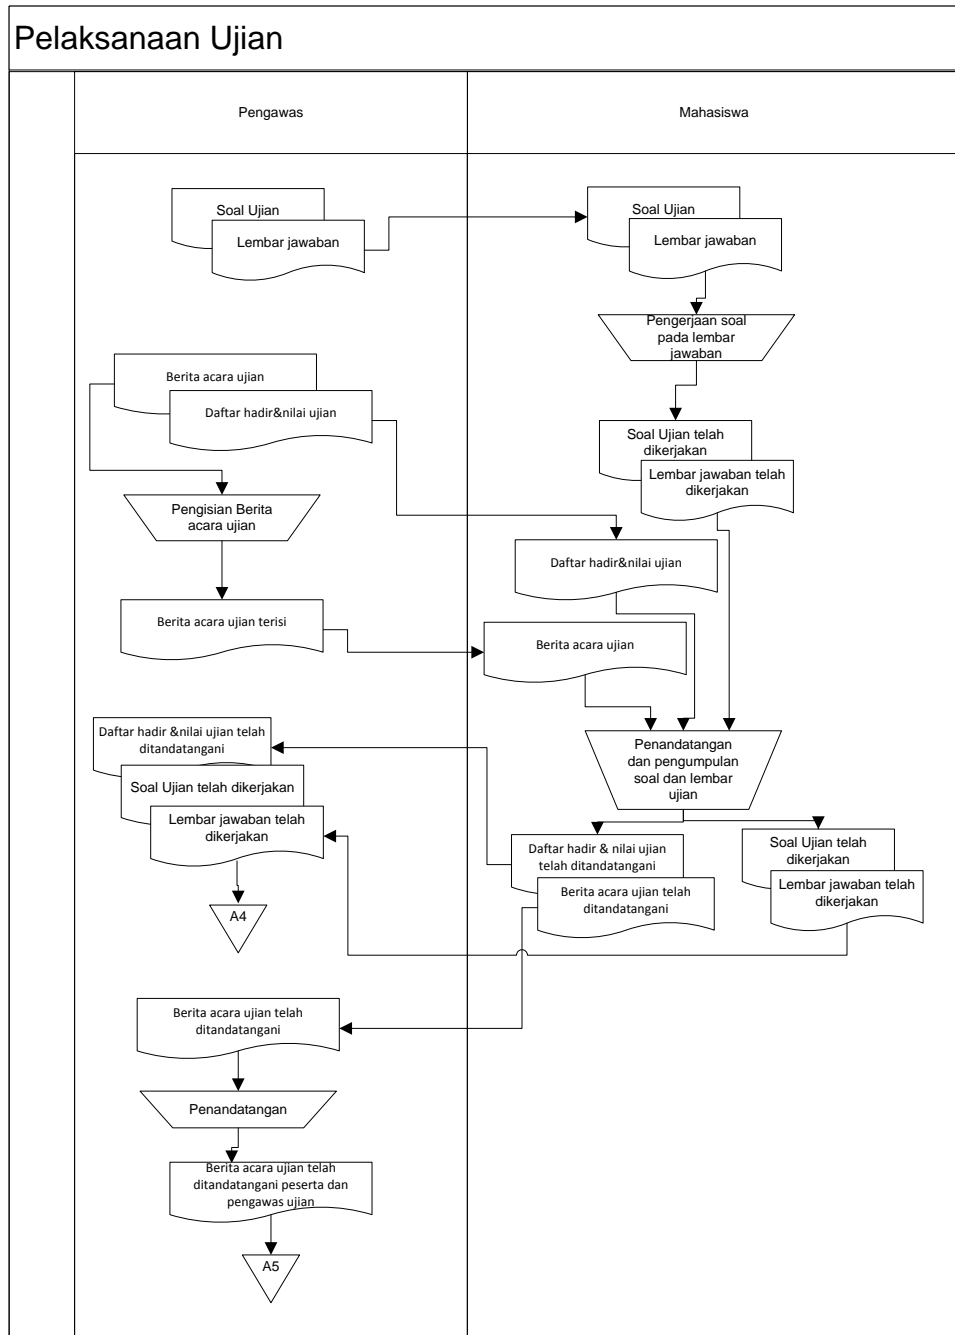 Pelaksanaan Ujian
Pengawas
Mahasiswa
Soal Ujian
Lembar jawaban
Soal Ujian
Lembar jawaban
Pengerjaan soal
pada lembar
jawaban
Berita acara ujian
Daftar hadir&nilai ujian
Soal Ujian telah
dikerjakan
Lembar jawaban telah
dikerjakan
Pengisian Berita
acara ujian
Daftar hadir&nilai ujian
Berita acara ujian terisi
Berita acara ujian
Daftar hadir &nilai ujian telah
ditandatangani
Soal Ujian telah dikerjakan
Lembar jawaban telah
dikerjakan
Penandatangan
dan pengumpulan
soal dan lembar
ujian
Daftar hadir & nilai ujian
telah ditandatangani
Berita acara ujian telah
ditandatangani
Soal Ujian telah
dikerjakan
Lembar jawaban telah
dikerjakan
A4
Berita acara ujian telah
ditandatangani
Penandatangan
Berita acara ujian telah
ditandatangani peserta dan
pengawas ujian
A5